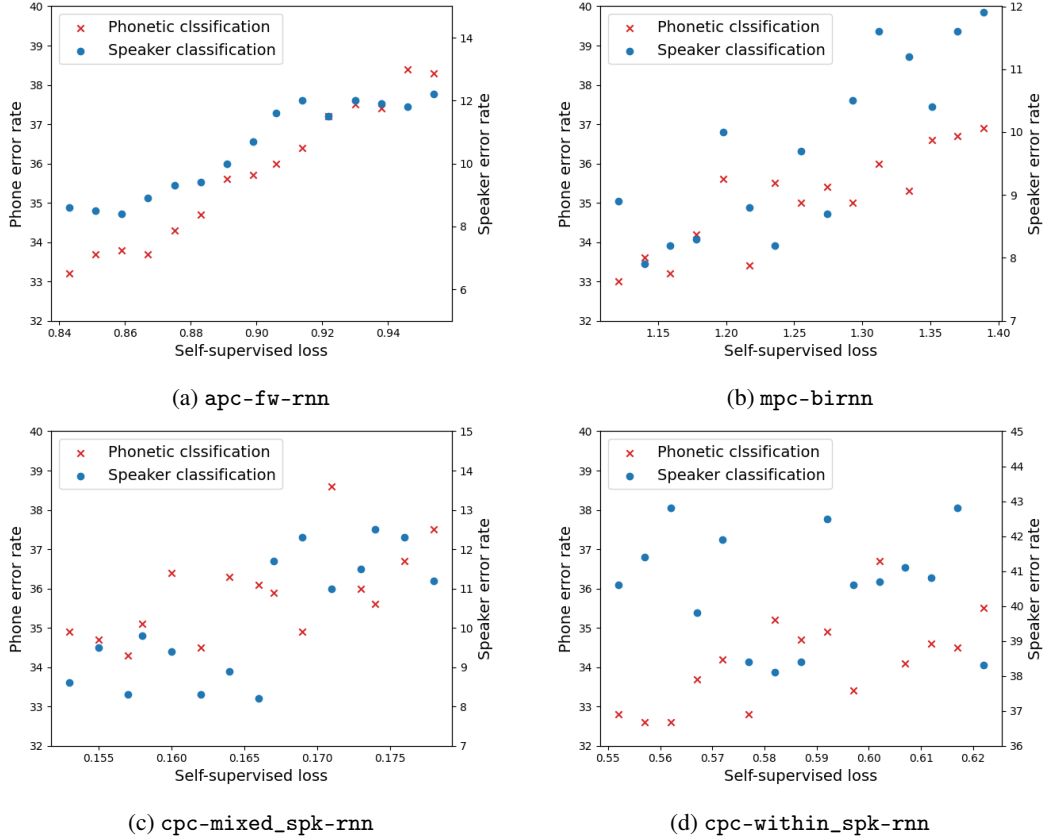 40
39
38
37
36
35
34
33
32
Phone error rate
Phonetic clssification
Speaker classification
14
12
10
8
6
Speaker error rate
0.84 0.86 0.88 0.90 0.92 0.94
Self-supervised loss
(a) apc-fw-rnn
40
39
38
37
36
35
34
33
32
Phone error rate
Phonetic clssification
Speaker classification
12
11
10
9
8
7
Speaker error rate
1.15 1.20 1.25 1.30 1.35 1.40
Self-supervised loss
(b) mpc-birnn
40
39
38
37
36
35
34
33
32
Phone error rate
Phonetic clssification
Speaker classification
15
14
13
12
11
10
9
8
7
Speaker error rate
0.155 0.160 0.165 0.170 0.175
Self-supervised loss
(c) cpc-mixed_spk-rnn
40
39
38
37
36
35
34
33
32
Phone error rate
Phonetic clssification
Speaker classification
45
44
43
42
41
40
39
38
37
36
Speaker error rate
0.55 0.56 0.57 0.58 0.59 0.60 0.61 0.62
Self-supervised loss
(d) cpc-within_spk-rnn